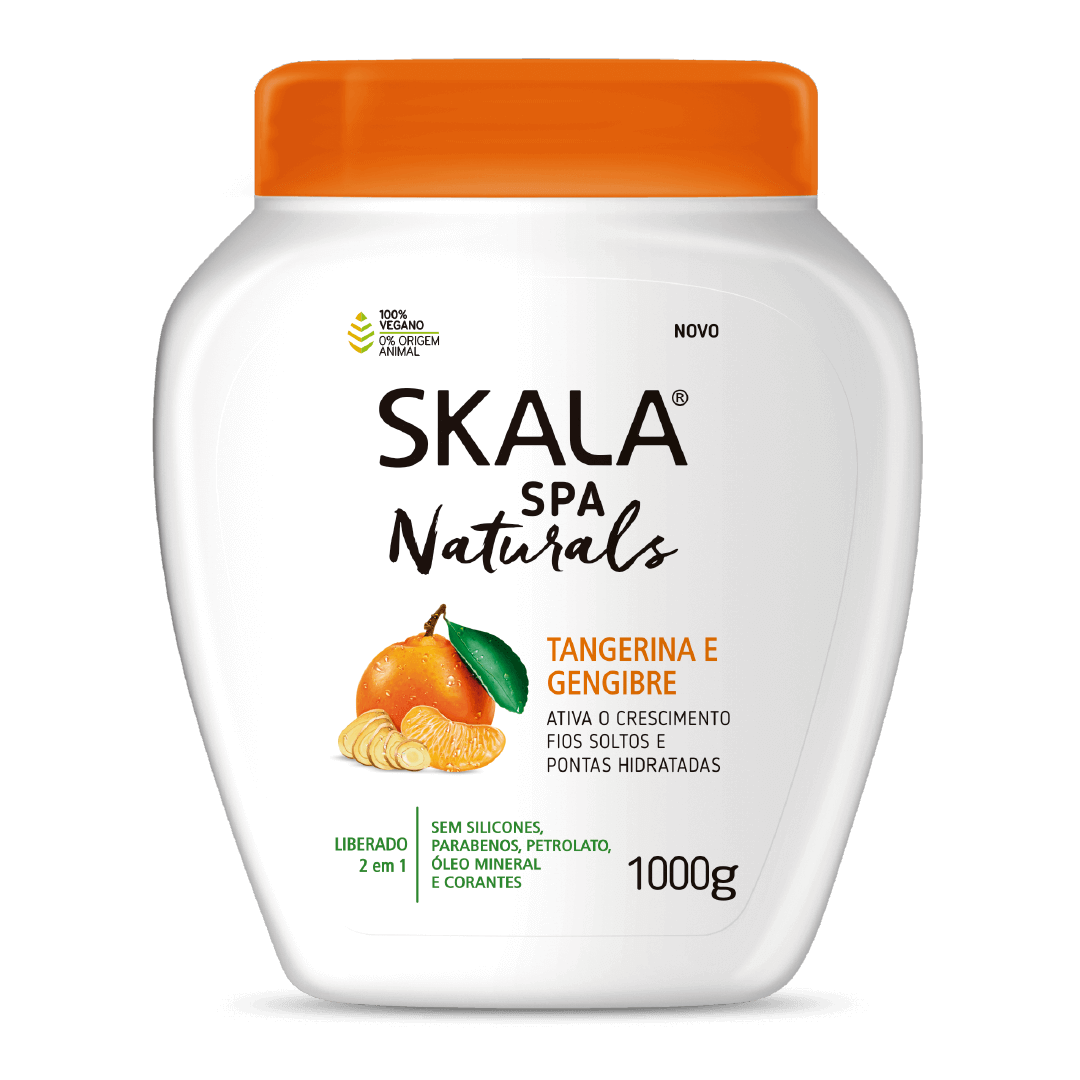 100%
VEGANO
0% ORIGEM
ANIMAL
NOVO
SKALA®
SPA
Naturals
TANGERINA E
GENGIBRE
ATIVA O CRESCIMENTO
FIOS SOLTOS E
PONTAS HIDRATADAS
LIBERADO
2 em 1
SEM SILICONES,
PARABENOS, PETROLATO,
ÓLEO MINERAL
E CORANTES
1000g